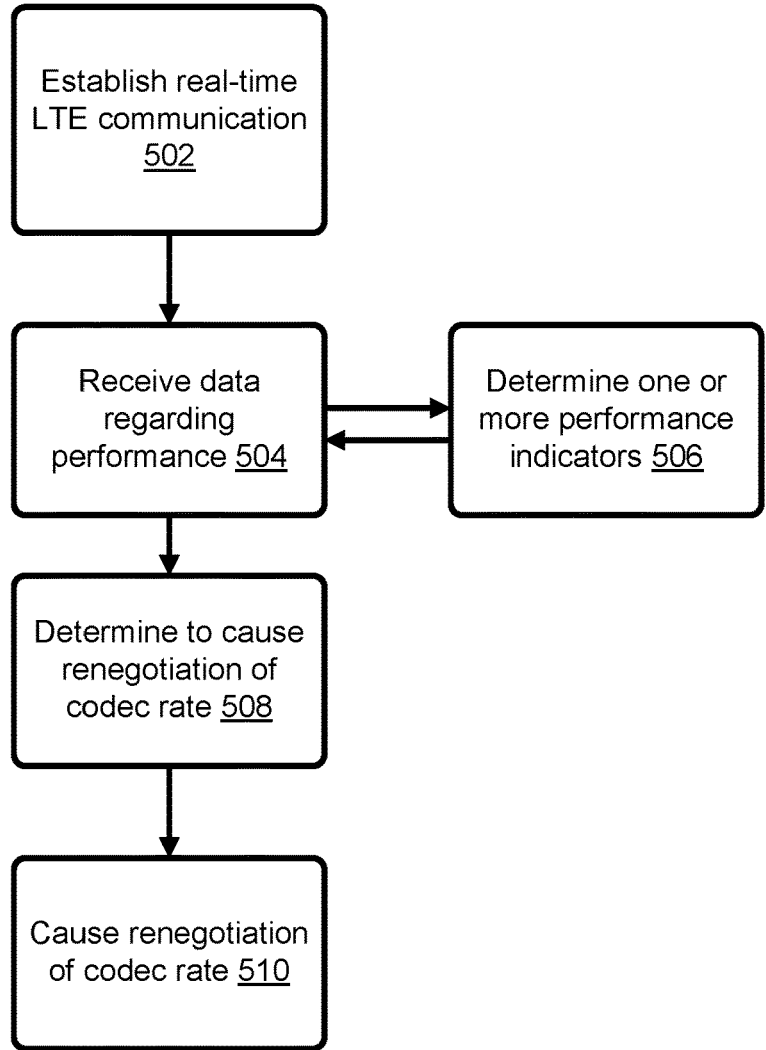 Establish real-time
LTE communication
502
Receive data
regarding
performance 504
Determine one or
more performance
indicators 506
Determine to cause
renegotiation of
codec rate 508
Cause renegotiation
of codec rate 510